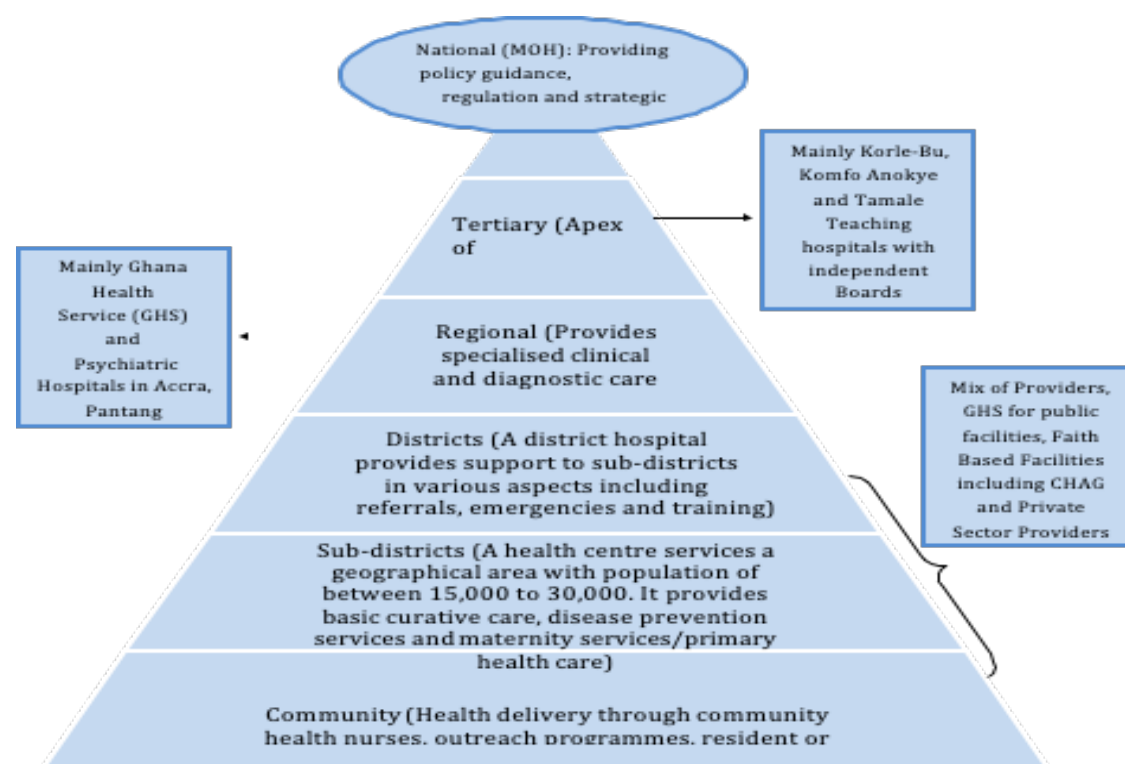 National (MOH): Providing
policy guidance,
regulation and strategic
Mainly Korle-Bu,
Komfo Anokye
and Tamale
Teaching
hospitals with
independent
Boards
Tertiary (Apex
of
Mainly Ghana
Health
Service (GHS)
and
Psychiatric
Hospitals in Accra,
Pantang
Regional (Provides
specialised clinical
and diagnostic care
Mix of Providers,
GHS for public
facilities, Faith
Based Facilities
including CHAG
and Private
Sector Providers
Districts (A district hospital
provides support to sub-districts
in various aspects including
referrals, emergencies and training)
Sub-districts (A health centre services a
geographical area with population of
between 15,000 to 30,000. It provides
basic curative care, disease prevention
services and maternity services/primary
health care)
Community (Health delivery through community
health nurses, outreach programmes, resident or